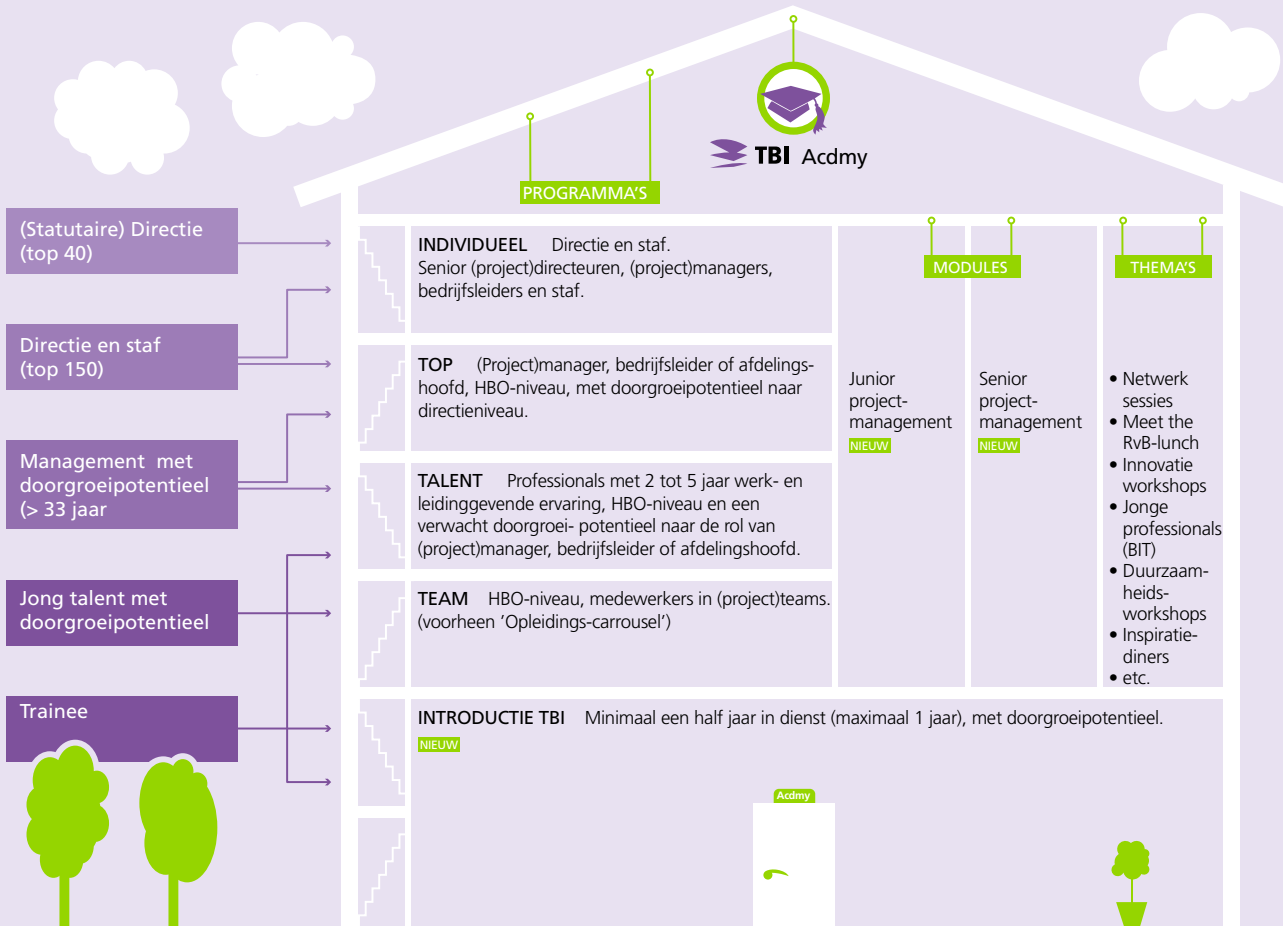 TBI Acdmy
PROGRAMMA'S
(Statutaire) Directie
(top 40)
Directie en staf
(top 150)
Management met
doorgroeipotentieel
(> 33 jaar
Jong talent met
doorgroeipotentieel
Trainee
INDIVIDUEEL Directie en staf.
Senior (project)directeuren, (project)managers,
bedrijfsleiders en staf.
TOP (Project)manager, bedrijfsleider of afdelings-
hoofd, HBO-niveau, met doorgroeipotentieel naar
directieniveau.
TALENT Professionals met 2 tot 5 jaar werk- en
leidinggevende ervaring, HBO-niveau en een
verwacht doorgroei- potentieel naar de rol van
(project)manager, bedrijfsleider of afdelingshoofd.
TEAM HBO-niveau, medewerkers in (project)teams.
(voorheen 'Opleidings-carrousel')
MODULES
Junior
project-
management
NIEUW
Senior
project-
management
NIEUW
THEMA'S
• Netwerk
sessies
• Meet the
RvB-lunch
• Innovatie
workshops
• Jonge
professionals
(BIT)
• Duurzaam-
heids-
workshops
• Inspiratie-
diners
• etc.
INTRODUCTIE TBI Minimaal een half jaar in dienst (maximaal 1 jaar), met doorgroeipotentieel.
NIEUW
Acdmy